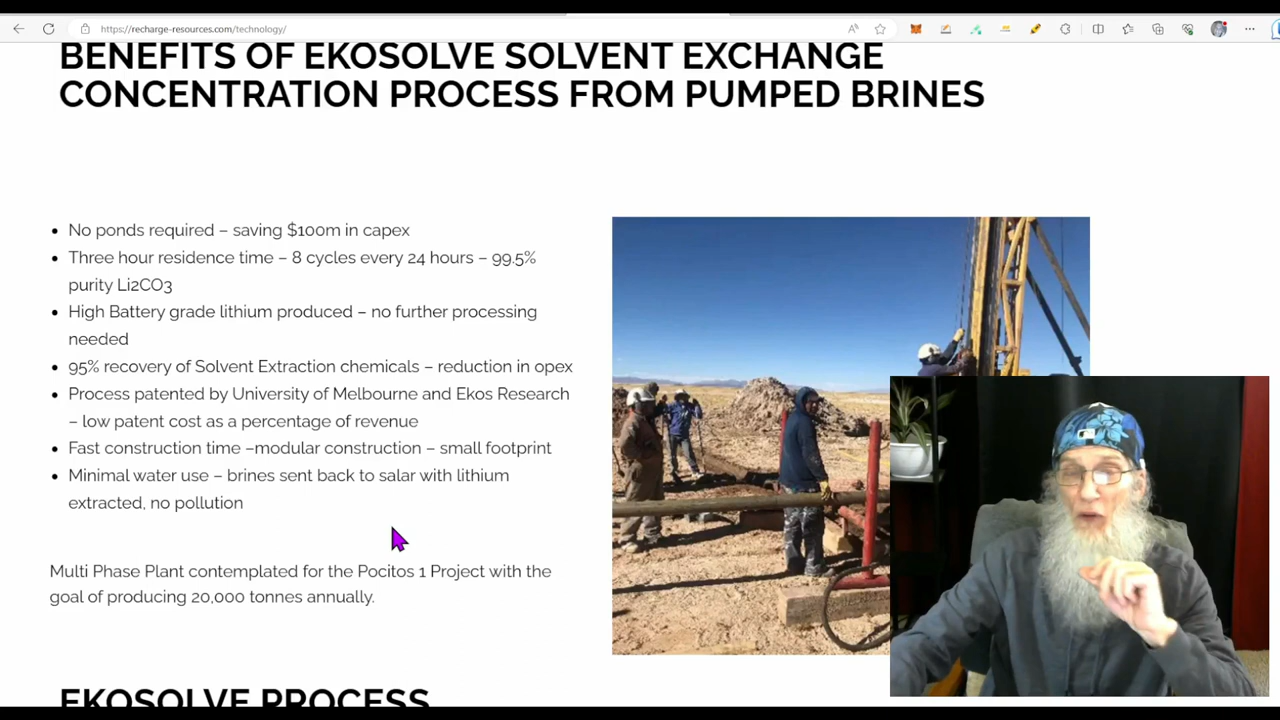 https://recharge-resources.com/technology/
BENEFITS OF EKOSOLVE SOLVENT EXCHANGE
CONCENTRATION PROCESS FROM PUMPED BRINES
• No ponds required – saving $100m in capex
• Three hour residence time – 8 cycles every 24 hours – 99.5%
purity Li2CO3
• High Battery grade lithium produced – no further processing
needed
• 95% recovery of Solvent Extraction chemicals – reduction in opex
• Process patented by University of Melbourne and Ekos Research
– low patent cost as a percentage of revenue
• Fast construction time –modular construction – small footprint
• Minimal water use – brines sent back to salar with lithium
extracted, no pollution
Multi Phase Plant contemplated for the Pocitos 1 Project with the
goal of producing 20,000 tonnes annually.
EKOSOLVE PROCESS